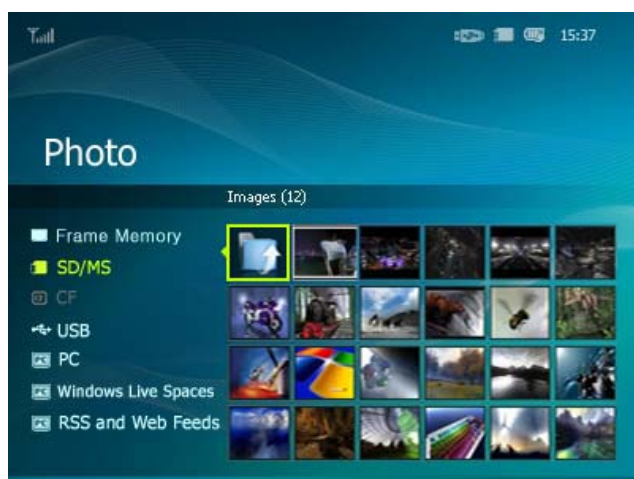 15:37
Photo
Images (12)
Frame Memory
SD/MS
CF
USB
PC
Windows Live Spaces
RSS and Web Feeds